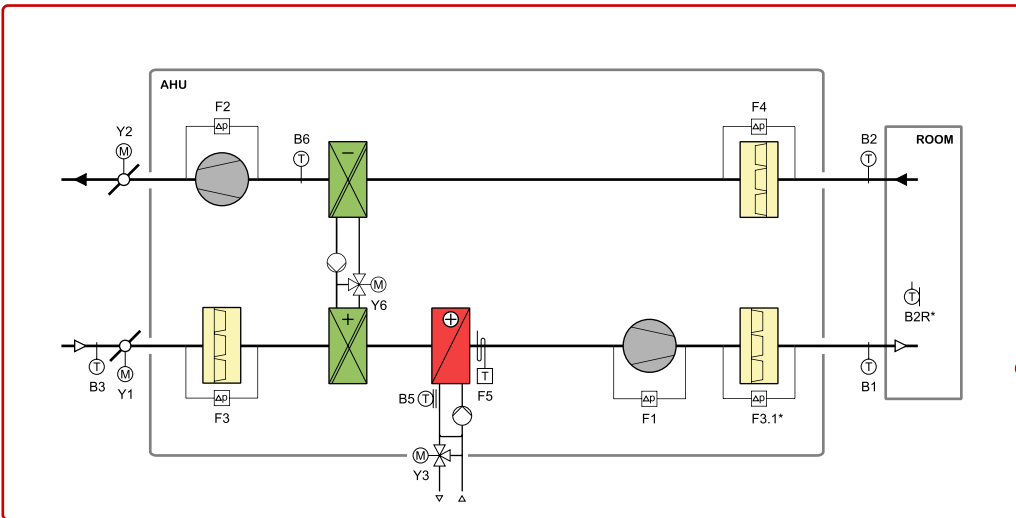 AHU
F2
F4
Y2
Δp
Δp
B6
B2
ROOM
M
T
T
T
B2R*
M
Y6
T
B3
M
Y1
Δp
F3
B5
T
T
F5
Δp
F1
Δp
F3.1*
T
B1
M
Y3